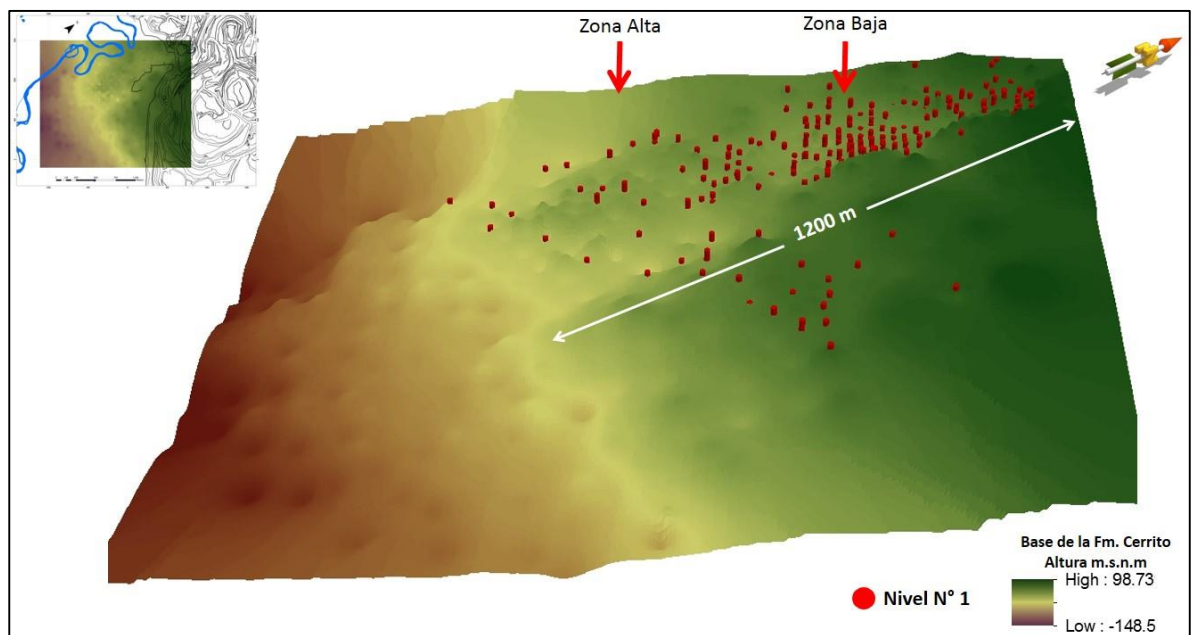 Zona Alta
Zona Baja
1200 m
Base de la Fm. Cerrito
Altura m.s.n.m
High : 98.73
Low : -148.5
Nivel N° 1